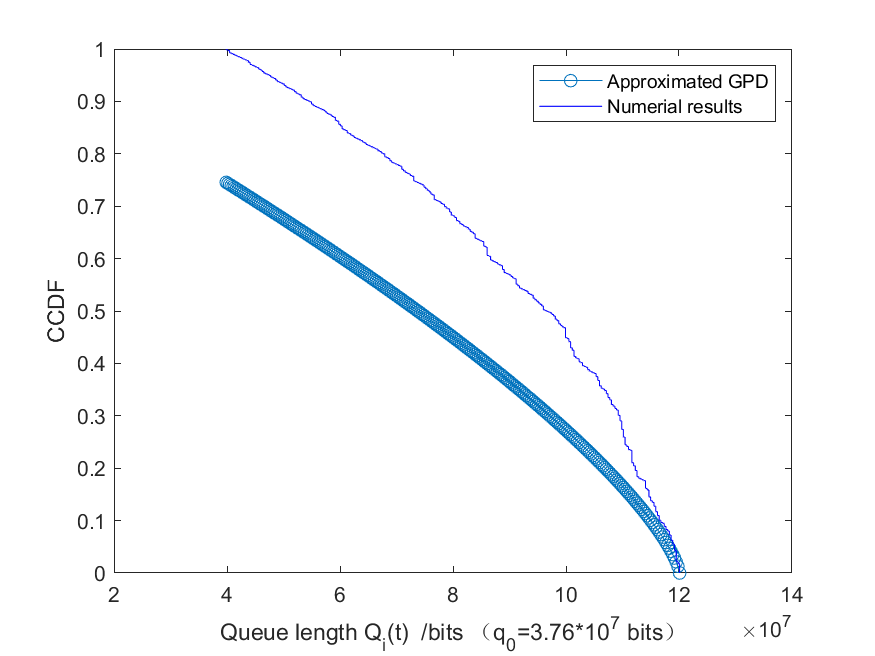 Approximated GPD
Numerial results
1
0.9
0.8
0.7
0.6
0.5
0.4
0.3
0.2
0.1
0
CCDF
2 4 6 8 10 12 14
×10^7
Queue length Q_i(t) /bits （q_0=3.76*10^7 bits）